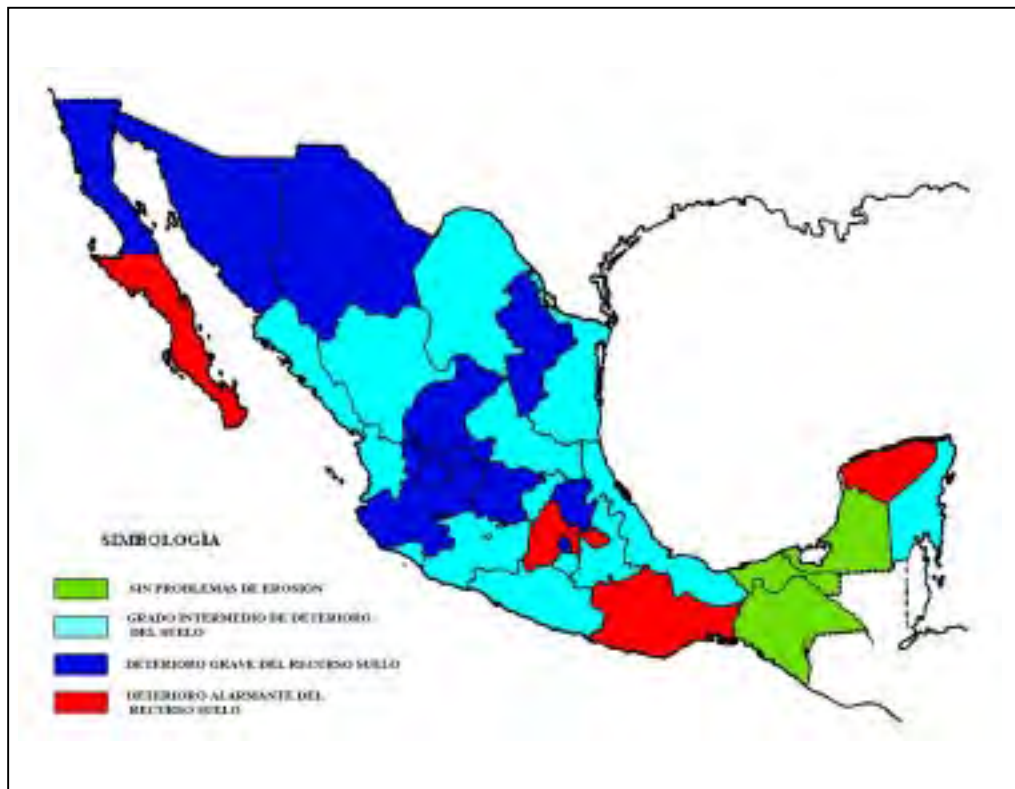 SIMBOLOGÌA
SIN PROBLEMAS DE EROSION
GRADO INTERMEDIO DE DETERIORO
DEL SUELO
DETERIORO GRAVE DEL RECURSO SUELO
DETERIORO ALARMANTE DEL
RECURSO SUELO